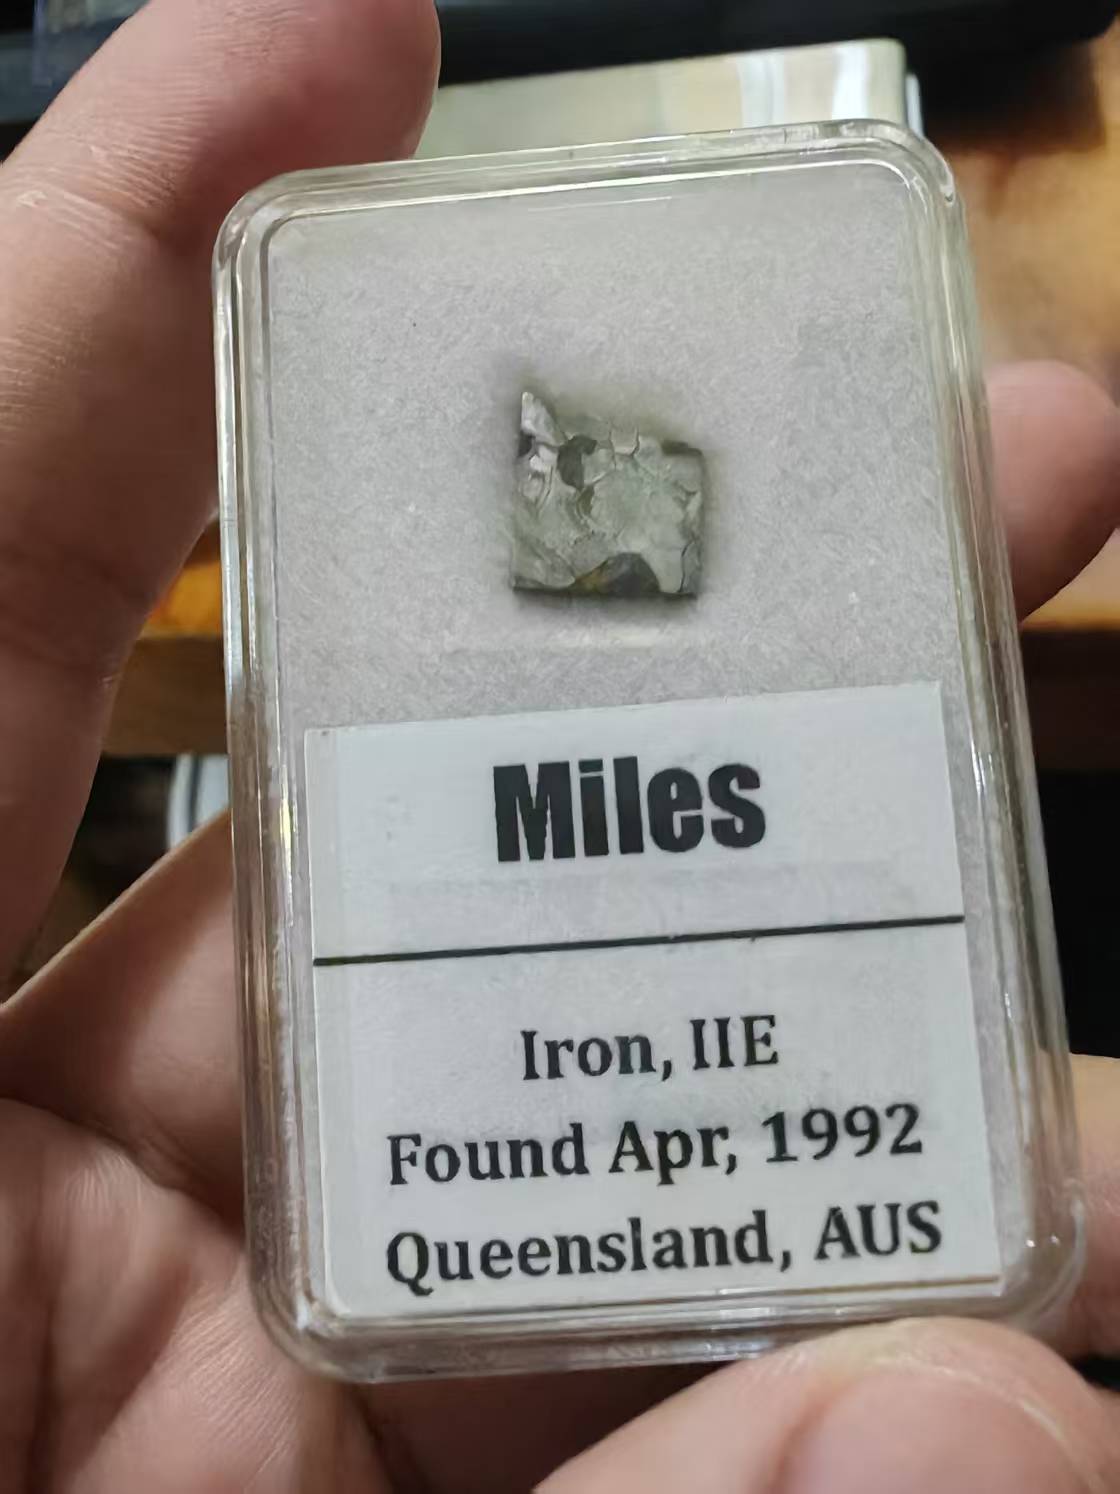 Miles
Iron, IIE
Found Apr, 1992
Queensland, AUS